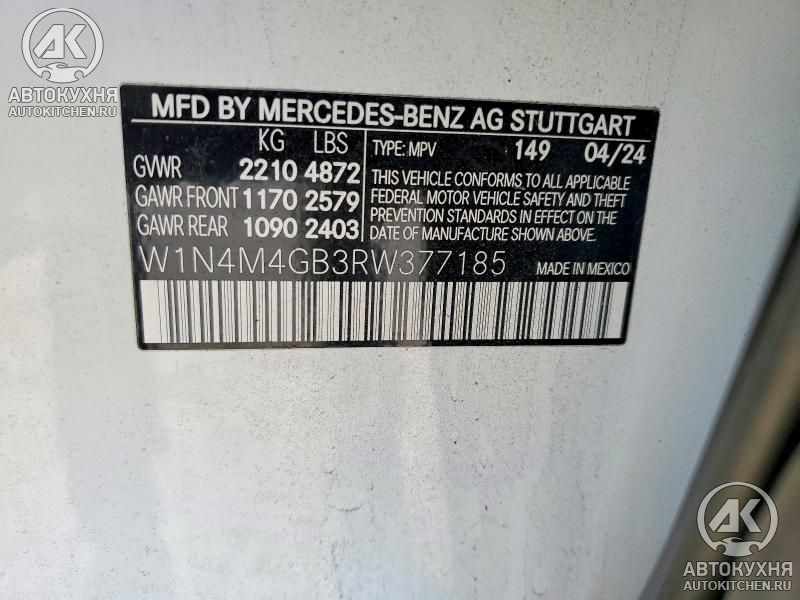 AK
АВТОКУХНЯ
AUTOKITCHEN.RU
MFD BY MERCEDES-BENZ AG STUTTGART
KG LBS
GVWR 2210 4872
GAWR FRONT 1170 2579
GAWR REAR 1090 2403
TYPE: MPV 149 04/24
THIS VEHICLE CONFORMS TO ALL APPLICABLE
FEDERAL MOTOR VEHICLE SAFETY AND THEFT
PREVENTION STANDARDS IN EFFECT ON THE
DATE OF MANUFACTURE SHOWN ABOVE.
W1N4M4GB3RW377185 MADE IN MEXICO
AK
АВТОКУХНЯ
AUTOKITCHEN.RU